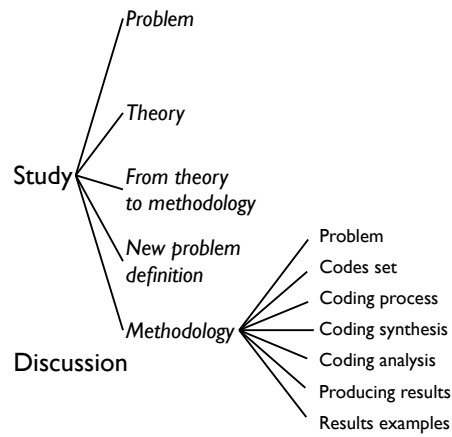 Problem
Theory
Study
From theory
to methodology
New problem
definition
Methodology
Problem
Codes set
Coding process
Coding synthesis
Coding analysis
Producing results
Results examples
Discussion